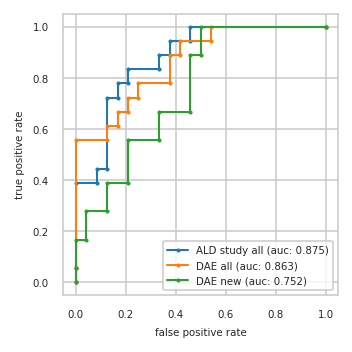 true positive rate
1.0
0.8
0.6
0.4
0.2
0.0
ALD study all (auc: 0.875)
DAE all (auc: 0.863)
DAE new (auc: 0.752)
0.0 0.2 0.4 0.6 0.8 1.0
false positive rate